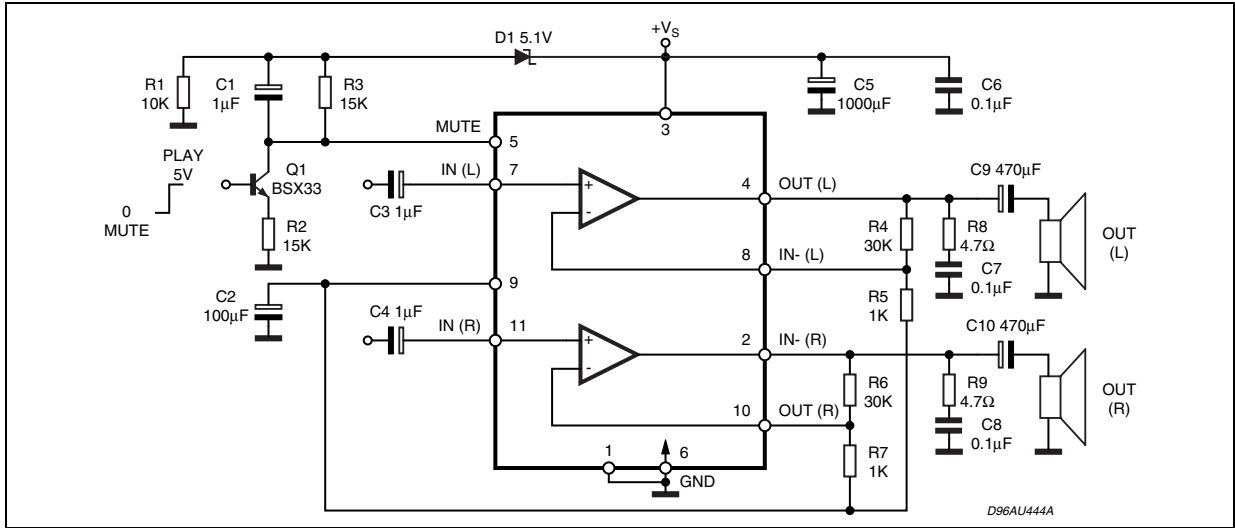 D1 5.1V
+VS
R1
10K
C1
1µF
R3
15K
C5
1000µF
C6
0.1µF
MUTE
5
3
PLAY
5V
0
MUTE
Q1
BSX33
IN (L)
7
C3 1µF
+
-
4
OUT (L)
C9 470µF
R2
15K
R4
30K
R8
4.7Ω
OUT
(L)
8
IN- (L)
C7
0.1µF
9
C2
100µF
R5
1K
C4 1µF
IN (R)
11
+
-
2
IN- (R)
C10 470µF
R6
30K
R9
4.7Ω
OUT
(R)
10
OUT (R)
C8
0.1µF
R7
1K
1
6
GND
D96AU444A